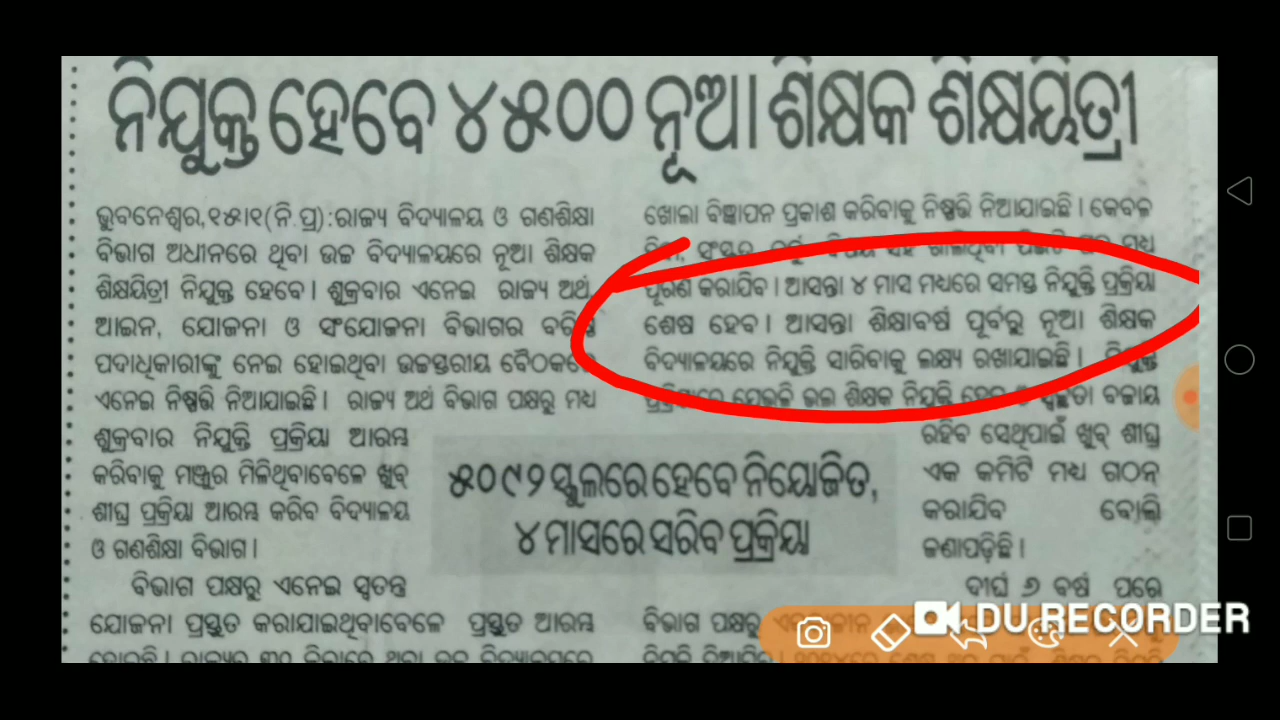 ନିଯୁକ୍ତ ହେବେ ୪୫୦୦ ନୂଆ ଶିକ୍ଷକ ଶିକ୍ଷୟିତ୍ରୀ
ଭୁବନେଶ୍ୱର,୧୫।୧(ନି.ପ୍ର):ରାଜ୍ୟ ବିଦ୍ୟାଳୟ ଓ ଗଣଶିକ୍ଷା
ବିଭାଗ ଅଧୀନରେ ଥିବା ଉଚ୍ଚ ବିଦ୍ୟାଳୟରେ ନୂଆ ଶିକ୍ଷକ
ଶିକ୍ଷୟିତ୍ରୀ ନିଯୁକ୍ତ ହେବେ। ଶୁକ୍ରବାର ଏନେଇ ରାଜ୍ୟ ଅର୍ଥ,
ଆଇନ, ଯୋଜନା ଓ ସଂଯୋଜନା ବିଭାଗର ବରିଷ୍ଠ
ପଦାଧିକାରୀଙ୍କୁ ନେଇ ହୋଇଥିବା ଉଚ୍ଚସ୍ତରୀୟ ବୈଠକରେ
ଏନେଇ ନିଷ୍ପତ୍ତି ନିଆଯାଇଛି। ରାଜ୍ୟ ଅର୍ଥ ବିଭାଗ ପକ୍ଷରୁ ମଧ୍ୟ
ଶୁକ୍ରବାର ନିଯୁକ୍ତି ପ୍ରକ୍ରିୟା ଆରମ୍ଭ
କରିବାକୁ ମଞ୍ଜୁର ମିଳିଥିବାବେଳେ ଖୁବ୍
ଶୀଘ୍ର ପ୍ରକ୍ରିୟା ଆରମ୍ଭ କରିବ ବିଦ୍ୟାଳୟ
ଓ ଗଣଶିକ୍ଷା ବିଭାଗ।
ବିଭାଗ ପକ୍ଷରୁ ଏନେଇ ସ୍ୱତନ୍ତ୍ର
ଯୋଜନା ପ୍ରସ୍ତୁତ କରାଯାଇଥିବାବେଳେ ପ୍ରସ୍ତୁତ ଆରମ୍ଭ
୫୦୯୨ ସ୍କୁଲରେ ହେବେ ନିୟୋଜିତ,
୪ ମାସରେ ସରିବ ପ୍ରକ୍ରିୟା
ଖୋଲା ବିଜ୍ଞାପନ ପ୍ରକାଶ କରିବାକୁ ନିଷ୍ପତ୍ତି ନିଆଯାଇଛି। କେବଳ
ପୂରଣ କରାଯିବ। ଆସନ୍ତା ୪ ମାସ ମଧ୍ୟରେ ସମସ୍ତ ନିଯୁକ୍ତି ପ୍ରକ୍ରିୟା
ଶେଷ ହେବ। ଆସନ୍ତା ଶିକ୍ଷାବର୍ଷ ପୂର୍ବରୁ ନୂଆ ଶିକ୍ଷକ
ବିଦ୍ୟାଳୟରେ ନିଯୁକ୍ତି ସାରିବାକୁ ଲକ୍ଷ୍ୟ ରଖାଯାଇଛି। ନିଯୁକ୍ତି
ଭଲ ଶିକ୍ଷକ ନିଯୁକ୍ତି ସ୍ୱଚ୍ଛତା ବଜାୟ
ରହିବ ସେଥିପାଇଁ ଖୁବ୍ ଶୀଘ୍ର
ଏକ କମିଟି ମଧ୍ୟ ଗଠନ୍
କରାଯିବ ବୋଲି
ଜଣାପଡ଼ିଛି।
ଦୀର୍ଘ ୬ ବର୍ଷ ପରେ
ବିଭାଗ ପକ୍ଷରୁ
DU RECORDER